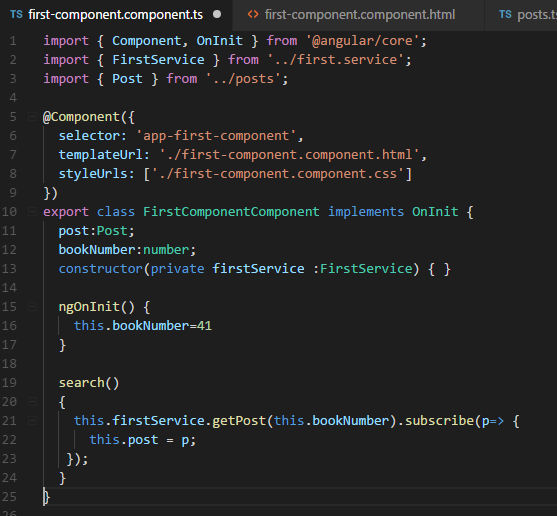 TS first-component.component.ts ● <> first-component.component.html TS posts.ts
1 import { Component, OnInit } from '@angular/core';
2 import { FirstService } from '../first.service';
3 import { Post } from '../posts';
4
5 @Component({
6   selector: 'app-first-component',
7   templateUrl: './first-component.component.html',
8   styleUrls: ['./first-component.component.css']
9 })
10 export class FirstComponentComponent implements OnInit {
11   post:Post;
12   bookNumber:number;
13   constructor(private firstService :FirstService) { }
14
15   ngOnInit() {
16     this.bookNumber=41
17   }
18
19   search()
20   {
21     this.firstService.getPost(this.bookNumber).subscribe(p=> {
22       this.post = p;
23    });
24   }
25 }
26